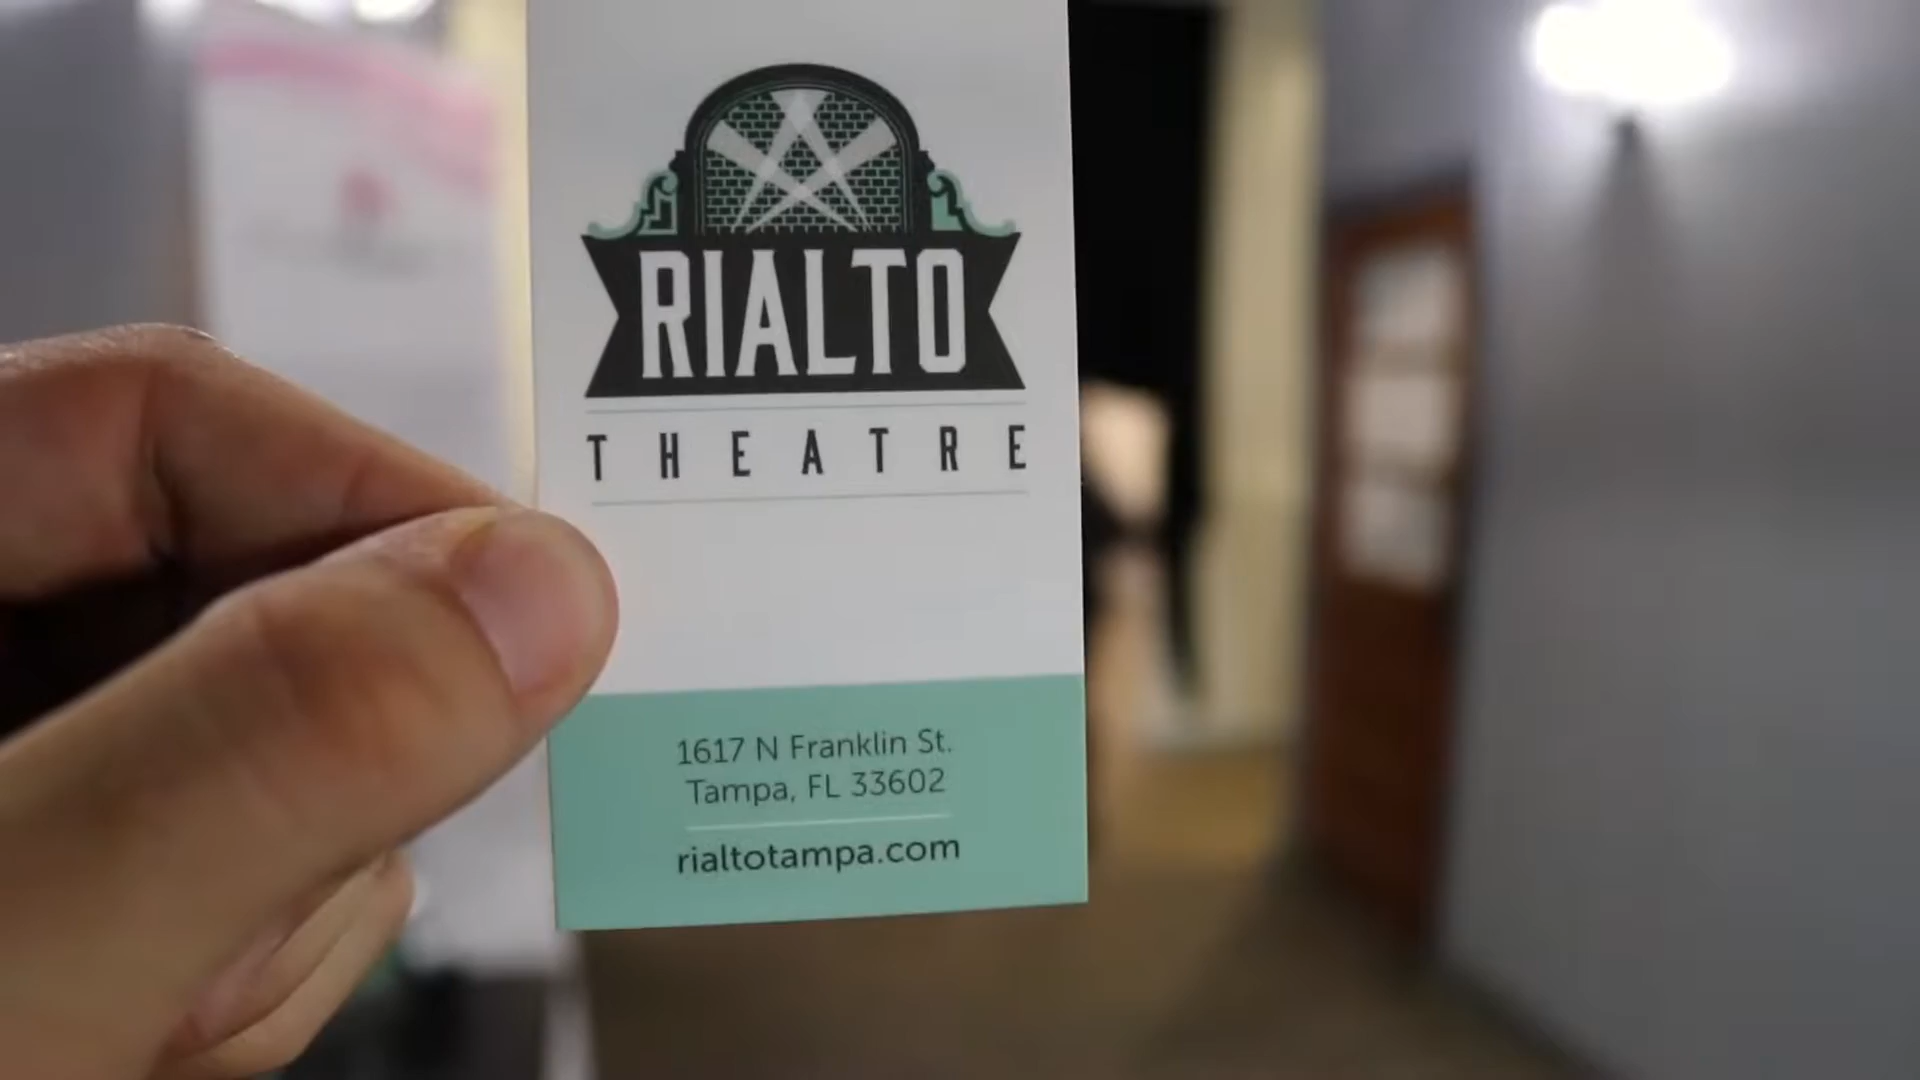 RIALTO
THEATRE
1617 N Franklin St.
Tampa, FL 33602
rialtotampa.com